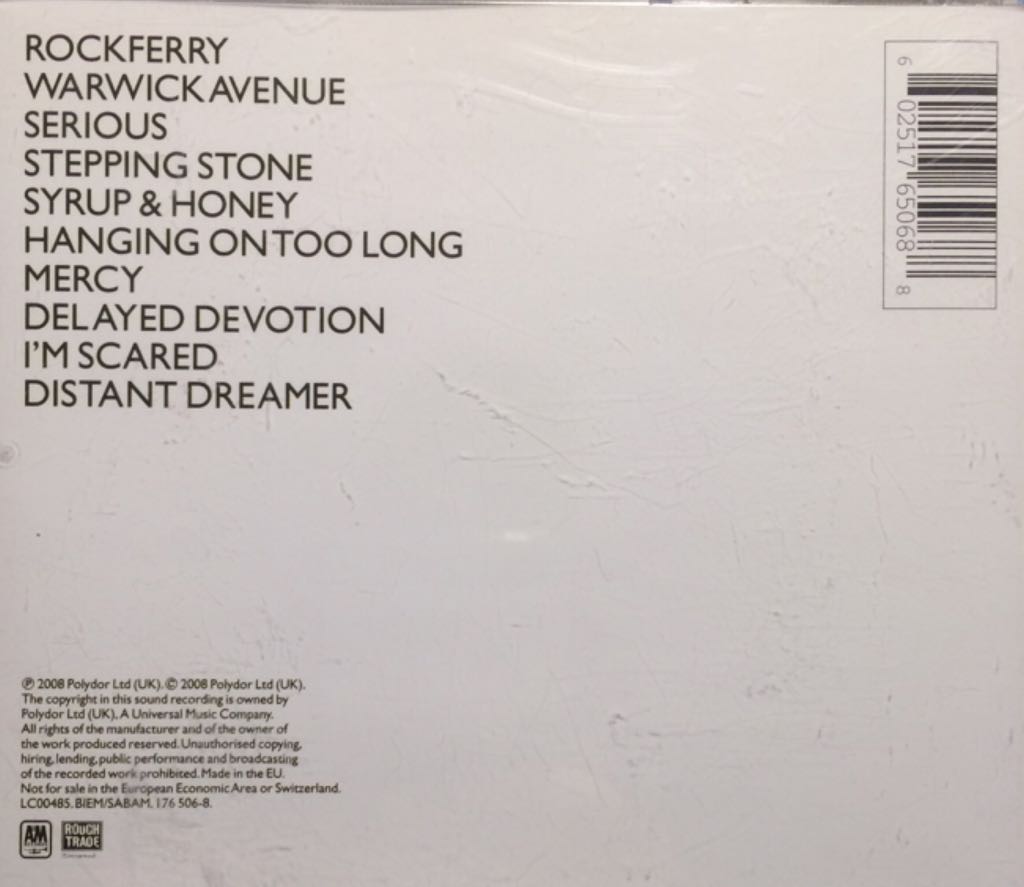 ROCKFERRY
WARWICK AVENUE
SERIOUS
STEPPING STONE
SYRUP & HONEY
HANGING ON TOO LONG
MERCY
DELAYED DEVOTION
I'M SCARED
DISTANT DREAMER
6 02517 65068 8
℗ 2008 Polydor Ltd (UK). © 2008 Polydor Ltd (UK).
The copyright in this sound recording is owned by
Polydor Ltd (UK), A Universal Music Company.
All rights of the manufacturer and of the owner of
the work produced reserved. Unauthorised copying,
hiring, lending, public performance and broadcasting
of the recorded work prohibited. Made in the EU.
Not for sale in the European Economic Area or Switzerland.
LC00485. BIEM/SABAM. 176 506-8.
A&M
ROUGH
TRADE